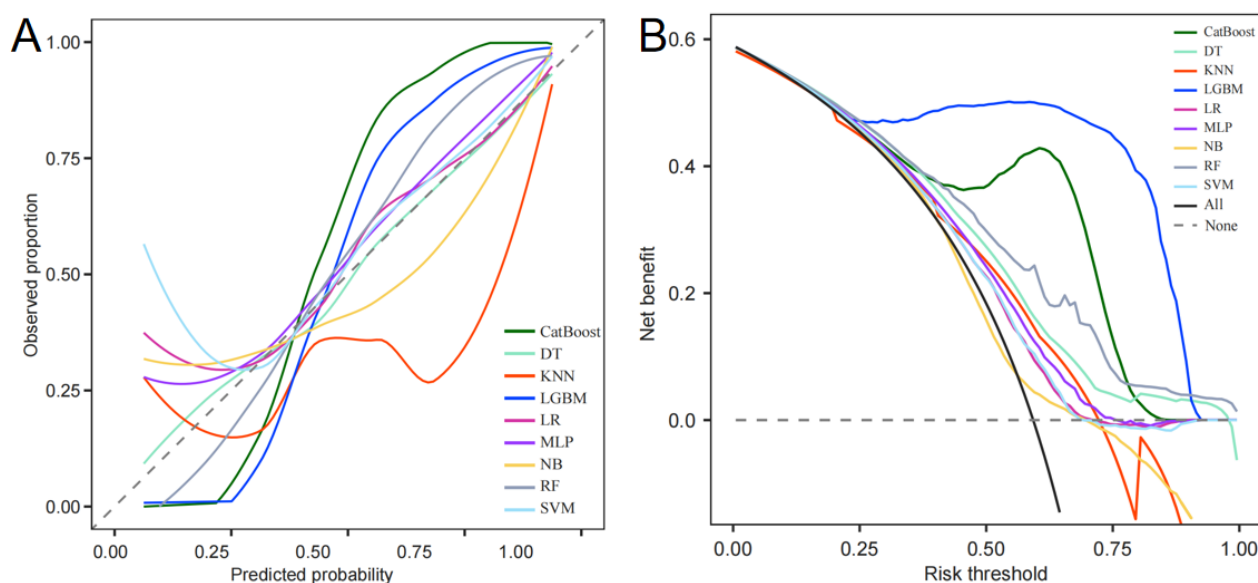 A
Observed proportion
1.00
0.75
0.50
0.25
0.00
0.00 0.25 0.50 0.75 1.00
Predicted probability
CatBoost
DT
KNN
LGBM
LR
MLP
NB
RF
SVM
B
Net benefit
0.6
0.4
0.2
0.0
0.00 0.25 0.50 0.75 1.00
Risk threshold
CatBoost
DT
KNN
LGBM
LR
MLP
NB
RF
SVM
All
None